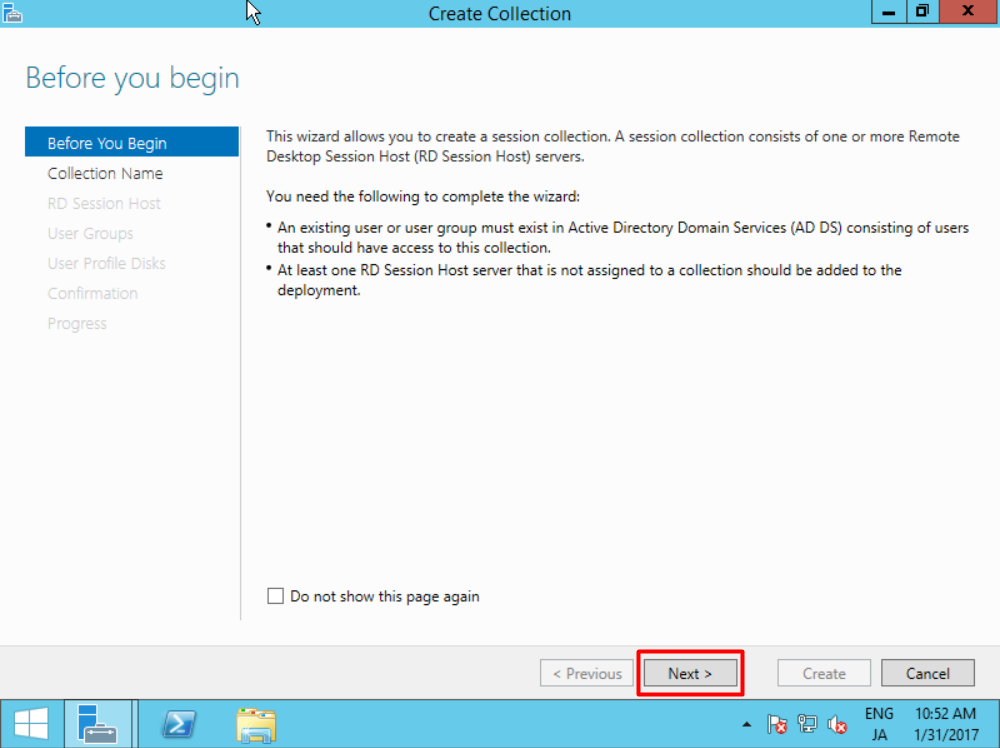 Create Collection
Before you begin
Before You Begin
Collection Name
RD Session Host
User Groups
User Profile Disks
Confirmation
Progress
This wizard allows you to create a session collection. A session collection consists of one or more Remote
Desktop Session Host (RD Session Host) servers.
You need the following to complete the wizard:
• An existing user or user group must exist in Active Directory Domain Services (AD DS) consisting of users
that should have access to this collection.
• At least one RD Session Host server that is not assigned to a collection should be added to the
deployment.
Do not show this page again
< Previous
Next >
Create
Cancel
ENG
JA
10:52 AM
1/31/2017